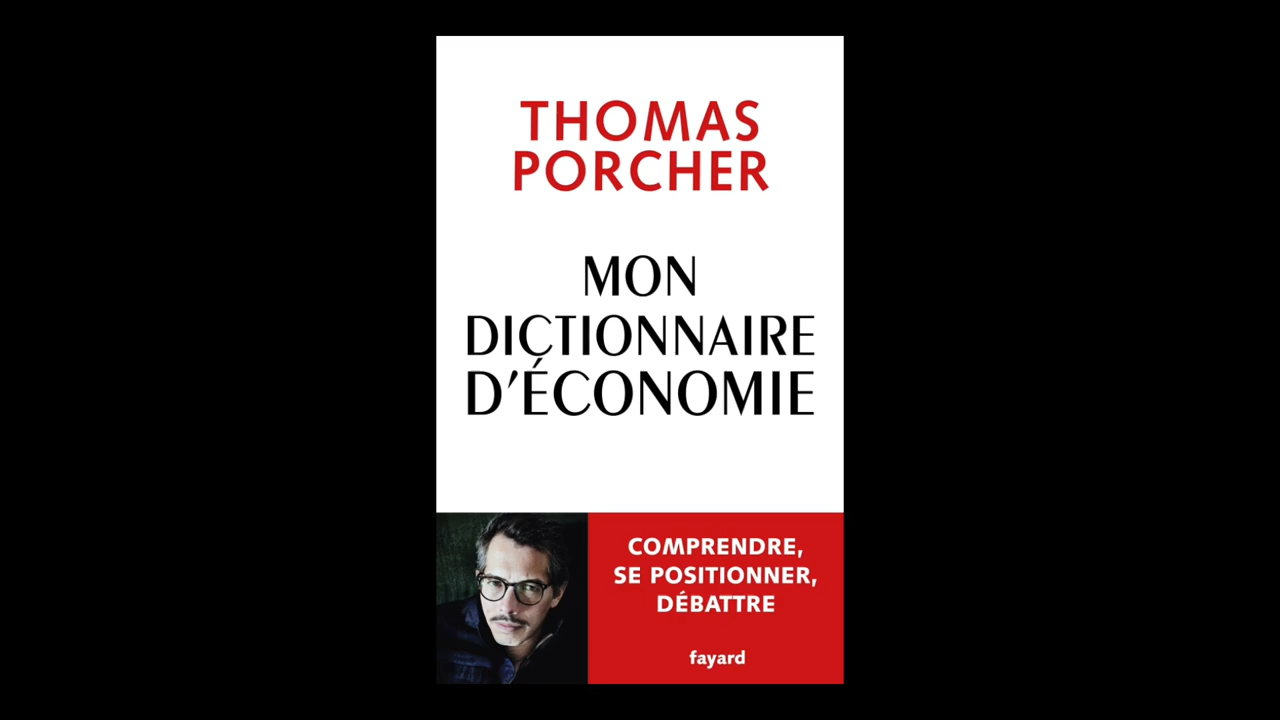 THOMAS
PORCHER
MON
DICTIONNAIRE
D'ÉCONOMIE
COMPRENDRE,
SE POSITIONNER,
DÉBATTRE
fayard